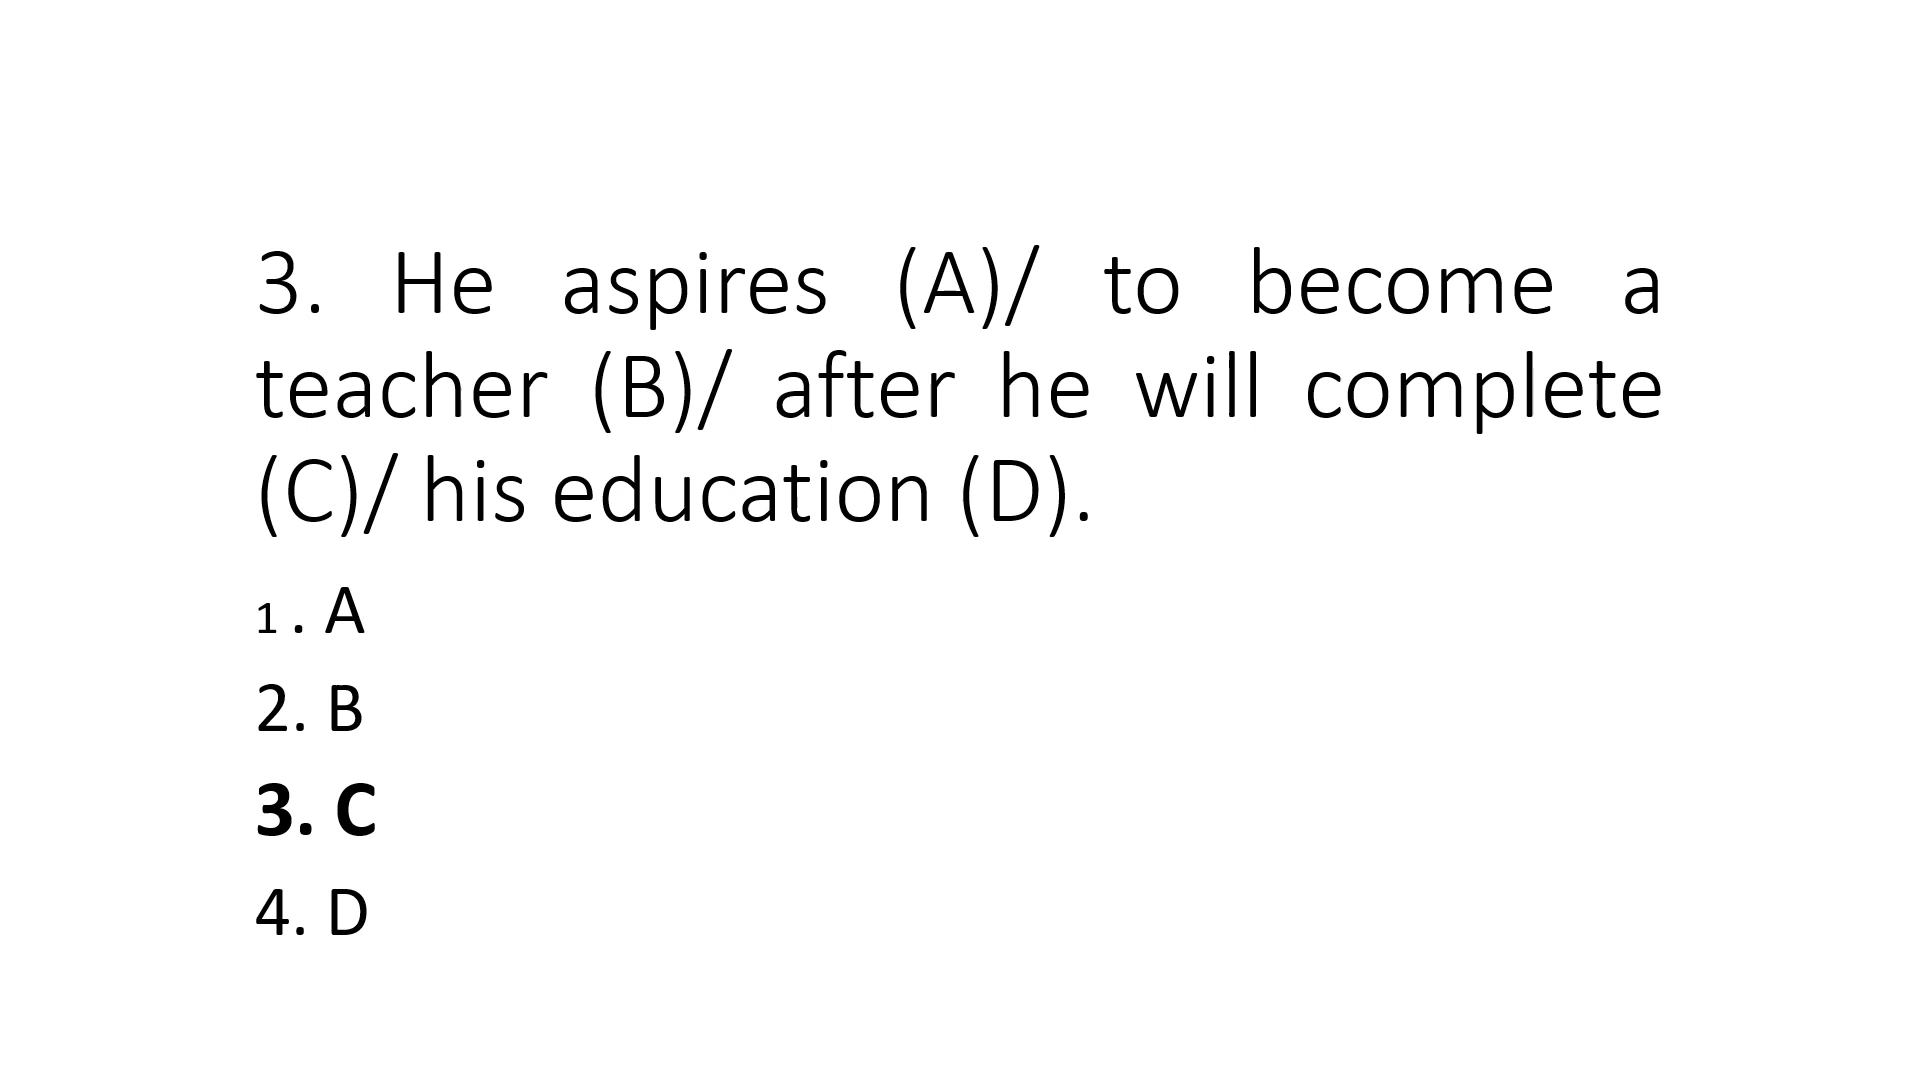 3. He aspires (A)/ to become a
teacher (B)/ after he will complete
(C)/ his education (D).
1. A
2. B
3. C
4. D